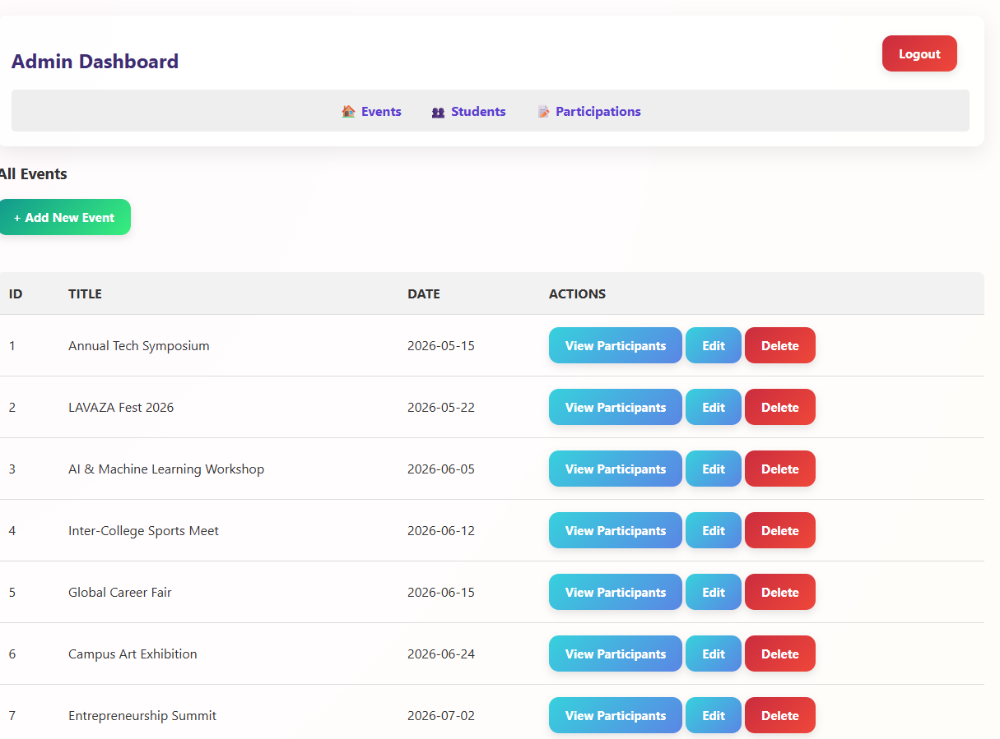 Admin Dashboard
Logout
Events Students Participations
All Events
+ Add New Event
ID TITLE DATE ACTIONS
1 Annual Tech Symposium 2026-05-15 View Participants Edit Delete
2 LAVAZA Fest 2026 2026-05-22 View Participants Edit Delete
3 AI & Machine Learning Workshop 2026-06-05 View Participants Edit Delete
4 Inter-College Sports Meet 2026-06-12 View Participants Edit Delete
5 Global Career Fair 2026-06-15 View Participants Edit Delete
6 Campus Art Exhibition 2026-06-24 View Participants Edit Delete
7 Entrepreneurship Summit 2026-07-02 View Participants Edit Delete